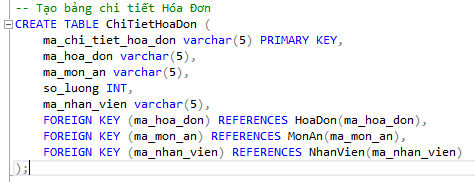 -- Tạo bảng chi tiết Hóa Đơn
CREATE TABLE ChiTietHoaDon (
    ma_chi_tiet_hoa_don varchar(5) PRIMARY KEY,
    ma_hoa_don varchar(5),
    ma_mon_an varchar(5),
    so_luong INT,
    ma_nhan_vien varchar(5),
    FOREIGN KEY (ma_hoa_don) REFERENCES HoaDon(ma_hoa_don),
    FOREIGN KEY (ma_mon_an) REFERENCES MonAn(ma_mon_an),
    FOREIGN KEY (ma_nhan_vien) REFERENCES NhanVien(ma_nhan_vien)
);